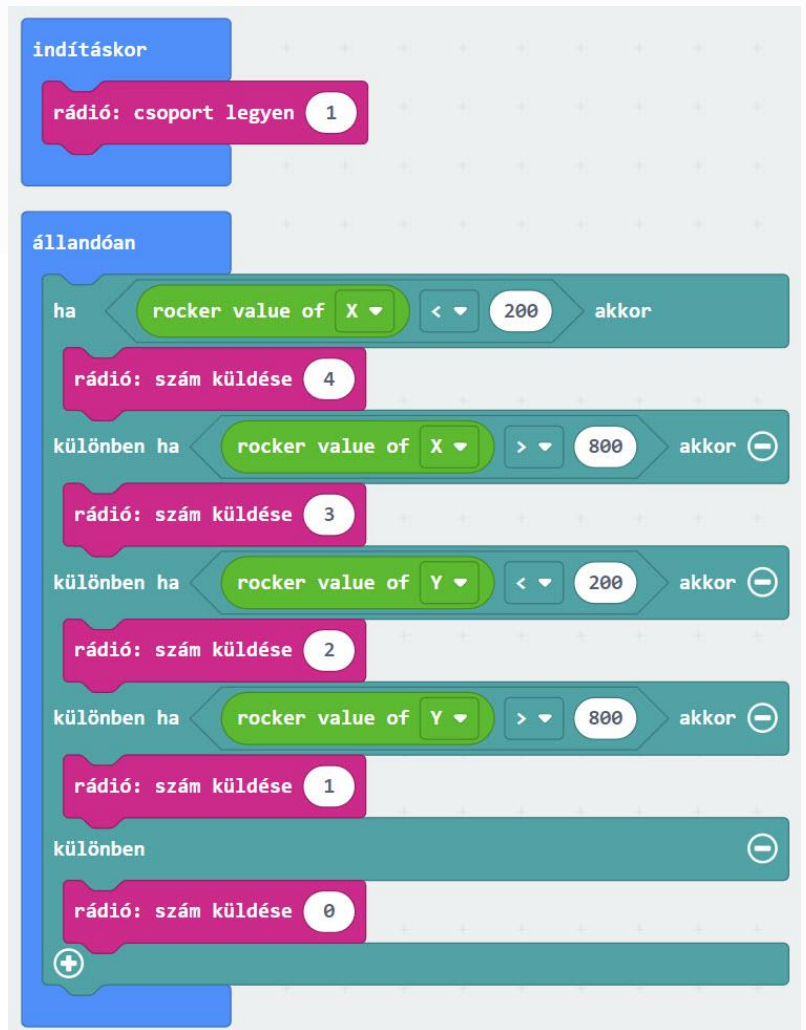 indításkor
rádió: csoport legyen 1
állandóan
ha rocker value of X < 200 akkor
rádió: szám küldése 4
különben ha rocker value of X > 800 akkor
rádió: szám küldése 3
különben ha rocker value of Y < 200 akkor
rádió: szám küldése 2
különben ha rocker value of Y > 800 akkor
rádió: szám küldése 1
különben
rádió: szám küldése 0